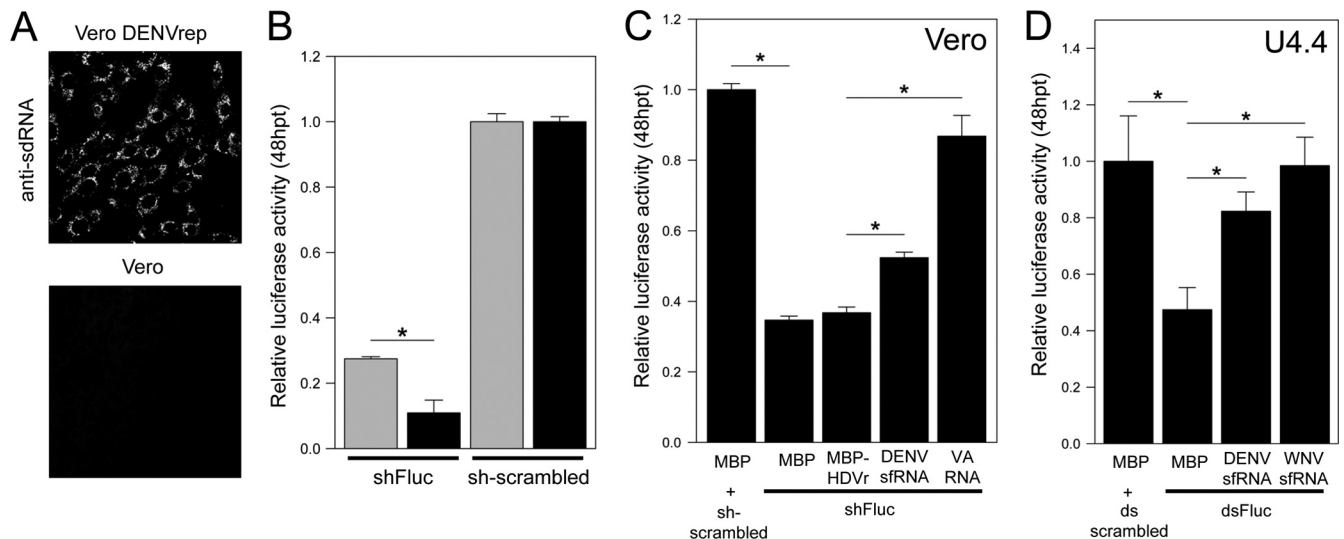 A
Vero DENVrep
anti-sdRNA
Vero
B
Relative luciferase activity (48hpt)
1.2
1.0
0.8
0.6
0.4
0.2
0.0
*
shFluc
sh-scrambled
C
Vero
Relative luciferase activity (48hpt)
1.2
1.0
0.8
0.6
0.4
0.2
0.0
*
*
*
MBP
+
sh-
scrambled
MBP
MBP-
HDVr
DENV
sfRNA
VA
RNA
shFluc
D
U4.4
Relative luciferase activity (48hpt)
1.4
1.2
1.0
0.8
0.6
0.4
0.2
0.0
*
*
*
MBP
+
ds
scrambled
MBP
DENV
sfRNA
WNV
sfRNA
dsFluc